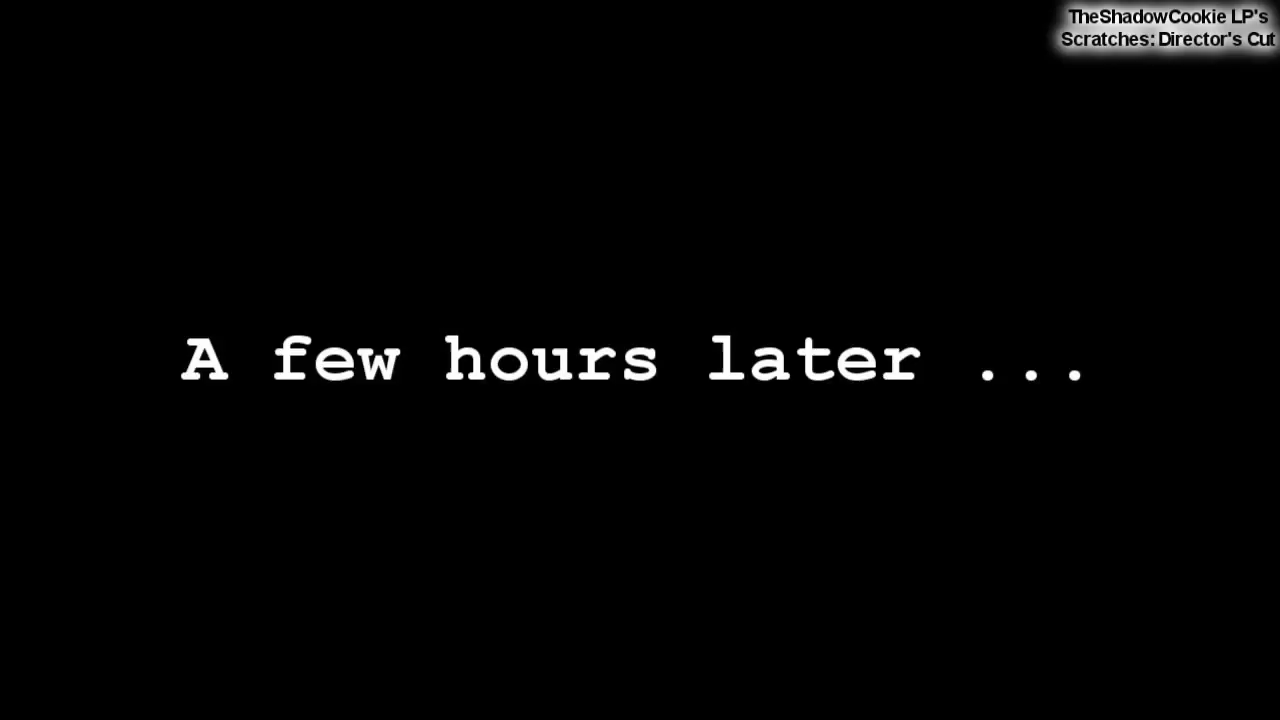 TheShadowCookie LP's
Scratches: Director's Cut
A few hours later ...